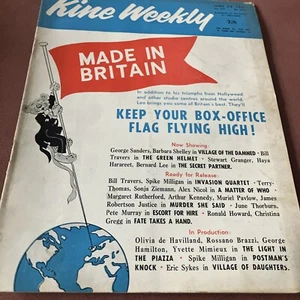 Kine Weekly
MADE IN
BRITAIN
In addition to his triumphs from Hollywood
and other studio centres around the world,
Leo brings you some of Britain's best. They'll
KEEP YOUR BOX-OFFICE
FLAG FLYING HIGH!
Now Showing:
George Sanders, Barbara Shelley in VILLAGE OF THE DAMNED · Bill
Travers in THE GREEN HELMET · Stewart Granger, Haya
Harareet, Bernard Lee in THE SECRET PARTNER.
Ready for Release:
Bill Travers, Spike Milligan in INVASION QUARTET · Terry-
Thomas, Sonja Ziemann, Alex Nicol in A MATTER OF WHO ·
Margaret Rutherford, Arthur Kennedy, Muriel Pavlow, James
Robertson Justice in MURDER SHE SAID · June Thorburn,
Pete Murray in ESCORT FOR HIRE · Ronald Howard, Christina
Gregg in FATE TAKES A HAND.
In Production:
Olivia de Havilland, Rossano Brazzi, George
Hamilton, Yvette Mimieux in THE LIGHT IN
THE PIAZZA · Spike Milligan in POSTMAN'S
KNOCK · Eric Sykes in VILLAGE OF DAUGHTERS.